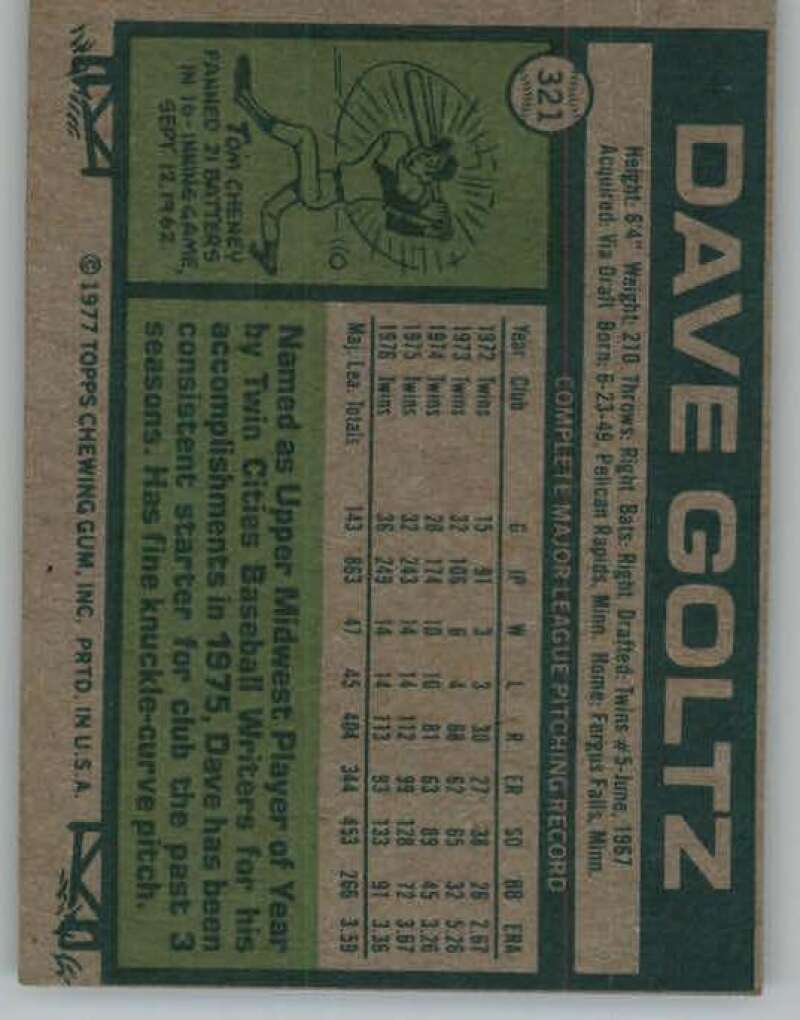 DAVE GOLTZ
Height: 6'4" Weight: 210 Throws: Right Bats: Right Drafted: Twins #5-June, 1967
Acquired: Via Draft Born: 6-23-49 Pelican Rapids, Minn. Home: Fergus Falls, Minn.
321
COMPLETE MAJOR LEAGUE PITCHING RECORD
Year Club G IP W L R ER SO BB ERA
1972 Twins 15 91 3 3 30 27 38 26 2.67
1973 Twins 32 106 6 4 68 62 65 32 5.26
1974 Twins 28 174 10 10 81 63 89 45 3.26
1975 Twins 32 243 14 14 112 99 128 72 3.67
1976 Twins 36 249 14 14 113 93 133 91 3.36
Maj. Lea. Totals 143 863 47 45 404 344 453 266 3.59
TOM CHENEY
FANNED 21 BATTERS
IN 16-INNING GAME,
SEPT. 12, 1962.
Named as Upper Midwest Player of Year
by Twin Cities Baseball Writers for his
accomplishments in 1975, Dave has been
consistent starter for club the past 3
seasons. Has fine knuckle-curve pitch.
©1977 TOPPS CHEWING GUM, INC. PRTD. IN U.S.A.